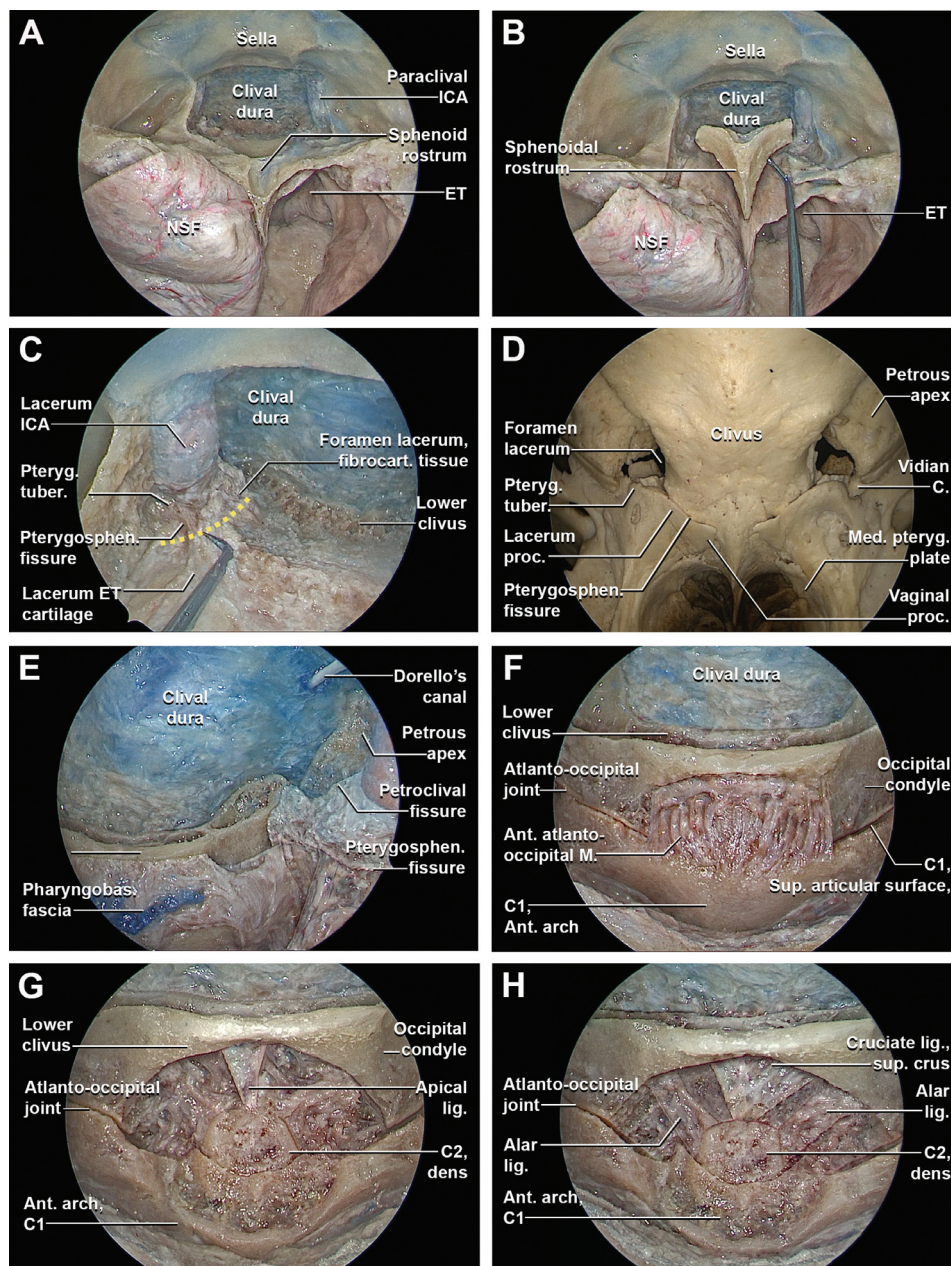 A
Sella
Clival
dura
Paraclival
ICA
Sphenoid
rostrum
ET
NSF
B
Sella
Clival
dura
Sphenoidal
rostrum
NSF
ET
C
Lacerum
ICA
Clival
dura
Foramen lacerum,
fibrocart. tissue
Pteryg.
tuber.
Lower
clivus
Pterygosphen.
fissure
Lacerum ET
cartilage
D
Petrous
apex
Foramen
lacerum
Clivus
Pteryg.
tuber.
Vidian
C.
Lacerum
proc.
Med. pteryg.
plate
Pterygosphen.
fissure
Vaginal
proc.
E
Clival
dura
Dorello's
canal
Petrous
apex
Petroclival
fissure
Pterygosphen.
fissure
Pharyngobas.
fascia
F
Clival dura
Lower
clivus
Atlanto-occipital
joint
Occipital
condyle
Ant. atlanto-
occipital M.
C1,
Sup. articular surface,
C1,
Ant. arch
G
Lower
clivus
Occipital
condyle
Atlanto-occipital
joint
Apical
lig.
C2,
dens
Ant. arch,
C1
H
Cruciate lig.,
sup. crus
Atlanto-occipital
joint
Alar
lig.
Alar
lig.
C2,
dens
Ant. arch,
C1